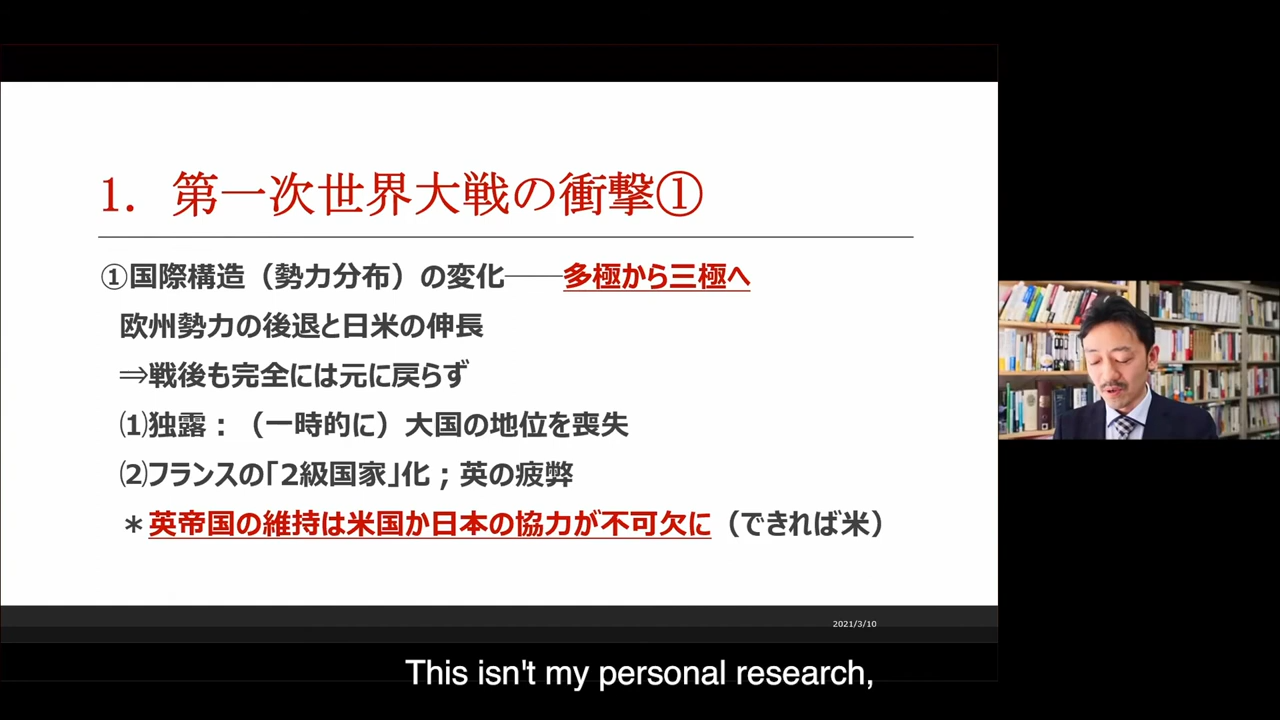 1. 第一次世界大戦の衝撃①
①国際構造（勢力分布）の変化――多極から三極へ
欧州勢力の後退と日米の伸長
⇒戦後も完全には元に戻らず
⑴独露：（一時的に）大国の地位を喪失
⑵フランスの「2級国家」化；英の疲弊
＊英帝国の維持は米国か日本の協力が不可欠に（できれば米）
2021/3/10
This isn't my personal research,